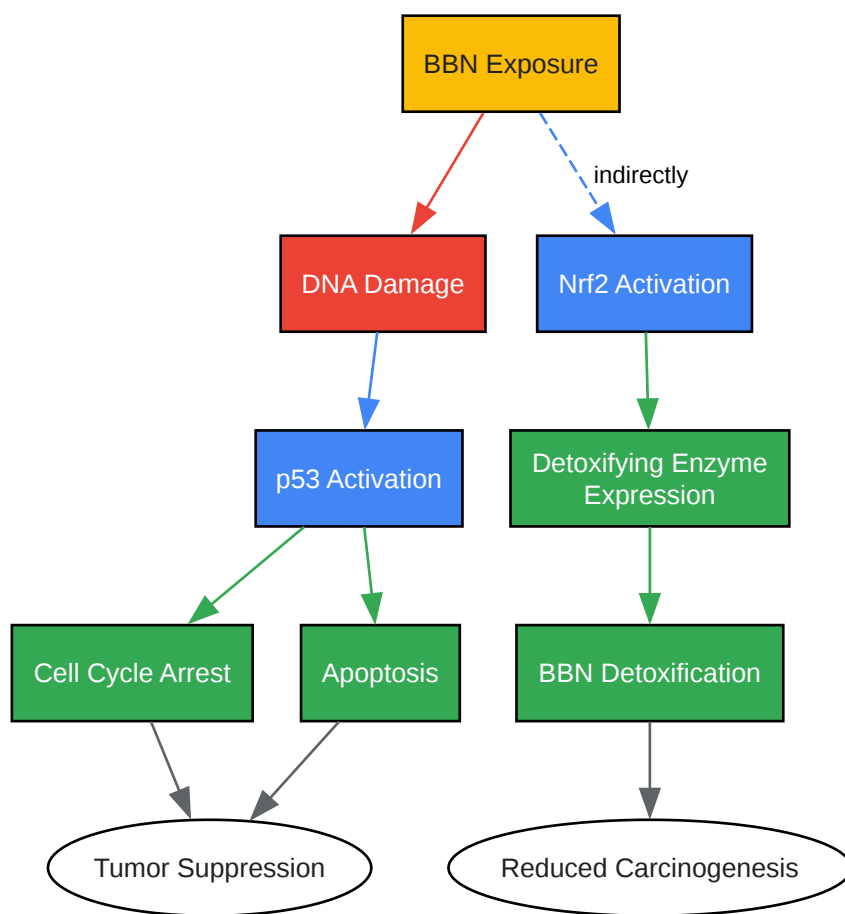 BBN Exposure
indirectly
DNA Damage
Nrf2 Activation
p53 Activation
Detoxifying Enzyme
Expression
Cell Cycle Arrest
Apoptosis
BBN Detoxification
Tumor Suppression
Reduced Carcinogenesis